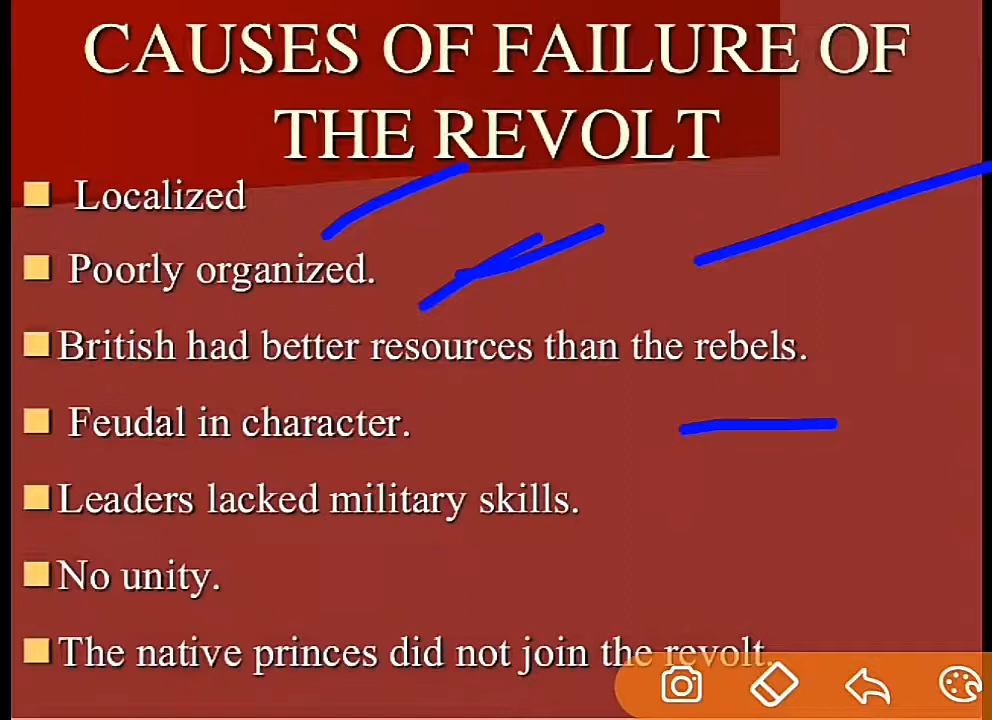 CAUSES OF FAILURE OF
THE REVOLT
Localized
Poorly organized.
British had better resources than the rebels.
Feudal in character.
Leaders lacked military skills.
No unity.
The native princes did not join the revolt.